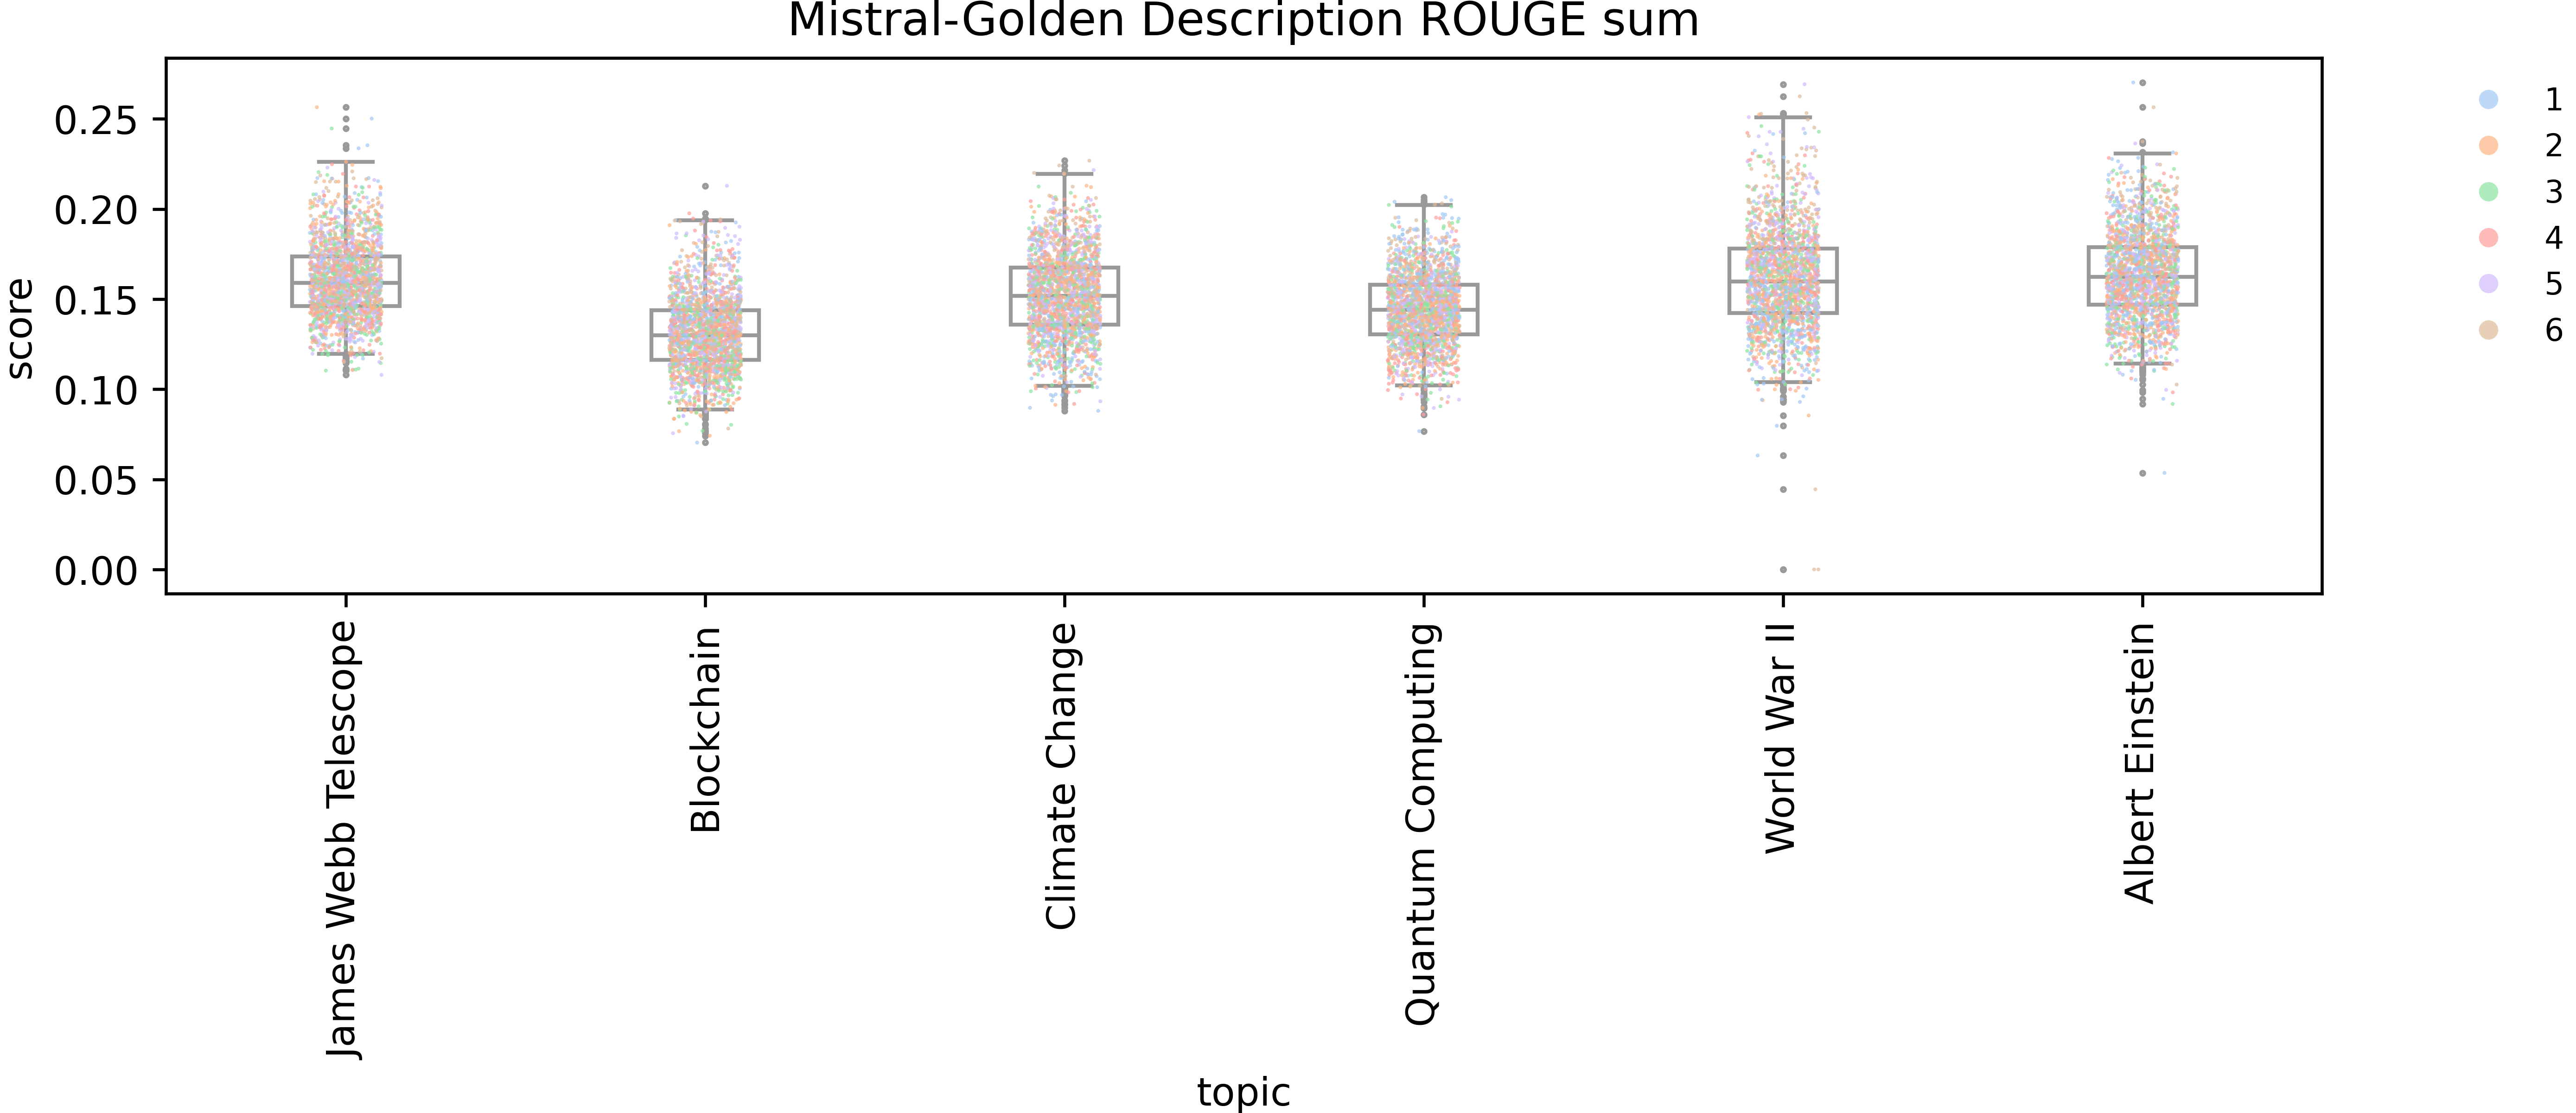 Mistral-Golden Description ROUGE sum
score
0.25
0.20
0.15
0.10
0.05
0.00
James Webb Telescope
Blockchain
Climate Change
Quantum Computing
World War II
Albert Einstein
topic
1
2
3
4
5
6